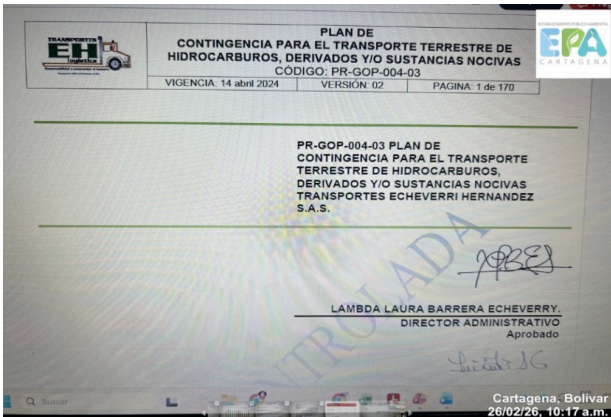 TRANSPORTES
EH
logistica
PLAN DE
CONTINGENCIA PARA EL TRANSPORTE TERRESTRE DE
HIDROCARBUROS, DERIVADOS Y/O SUSTANCIAS NOCIVAS
CÓDIGO: PR-GOP-004-03
VIGENCIA: 14 abril 2024 VERSIÓN: 02 PAGINA: 1 de 170
EPA
CARTAGENA
PR-GOP-004-03 PLAN DE
CONTINGENCIA PARA EL TRANSPORTE
TERRESTRE DE HIDROCARBUROS,
DERIVADOS Y/O SUSTANCIAS NOCIVAS
TRANSPORTES ECHEVERRI HERNANDEZ
S.A.S.
LAMBDA LAURA BARRERA ECHEVERRY.
DIRECTOR ADMINISTRATIVO
Aprobado
Buscar
Cartagena, Bolívar
26/02/26, 10:17 a.m.